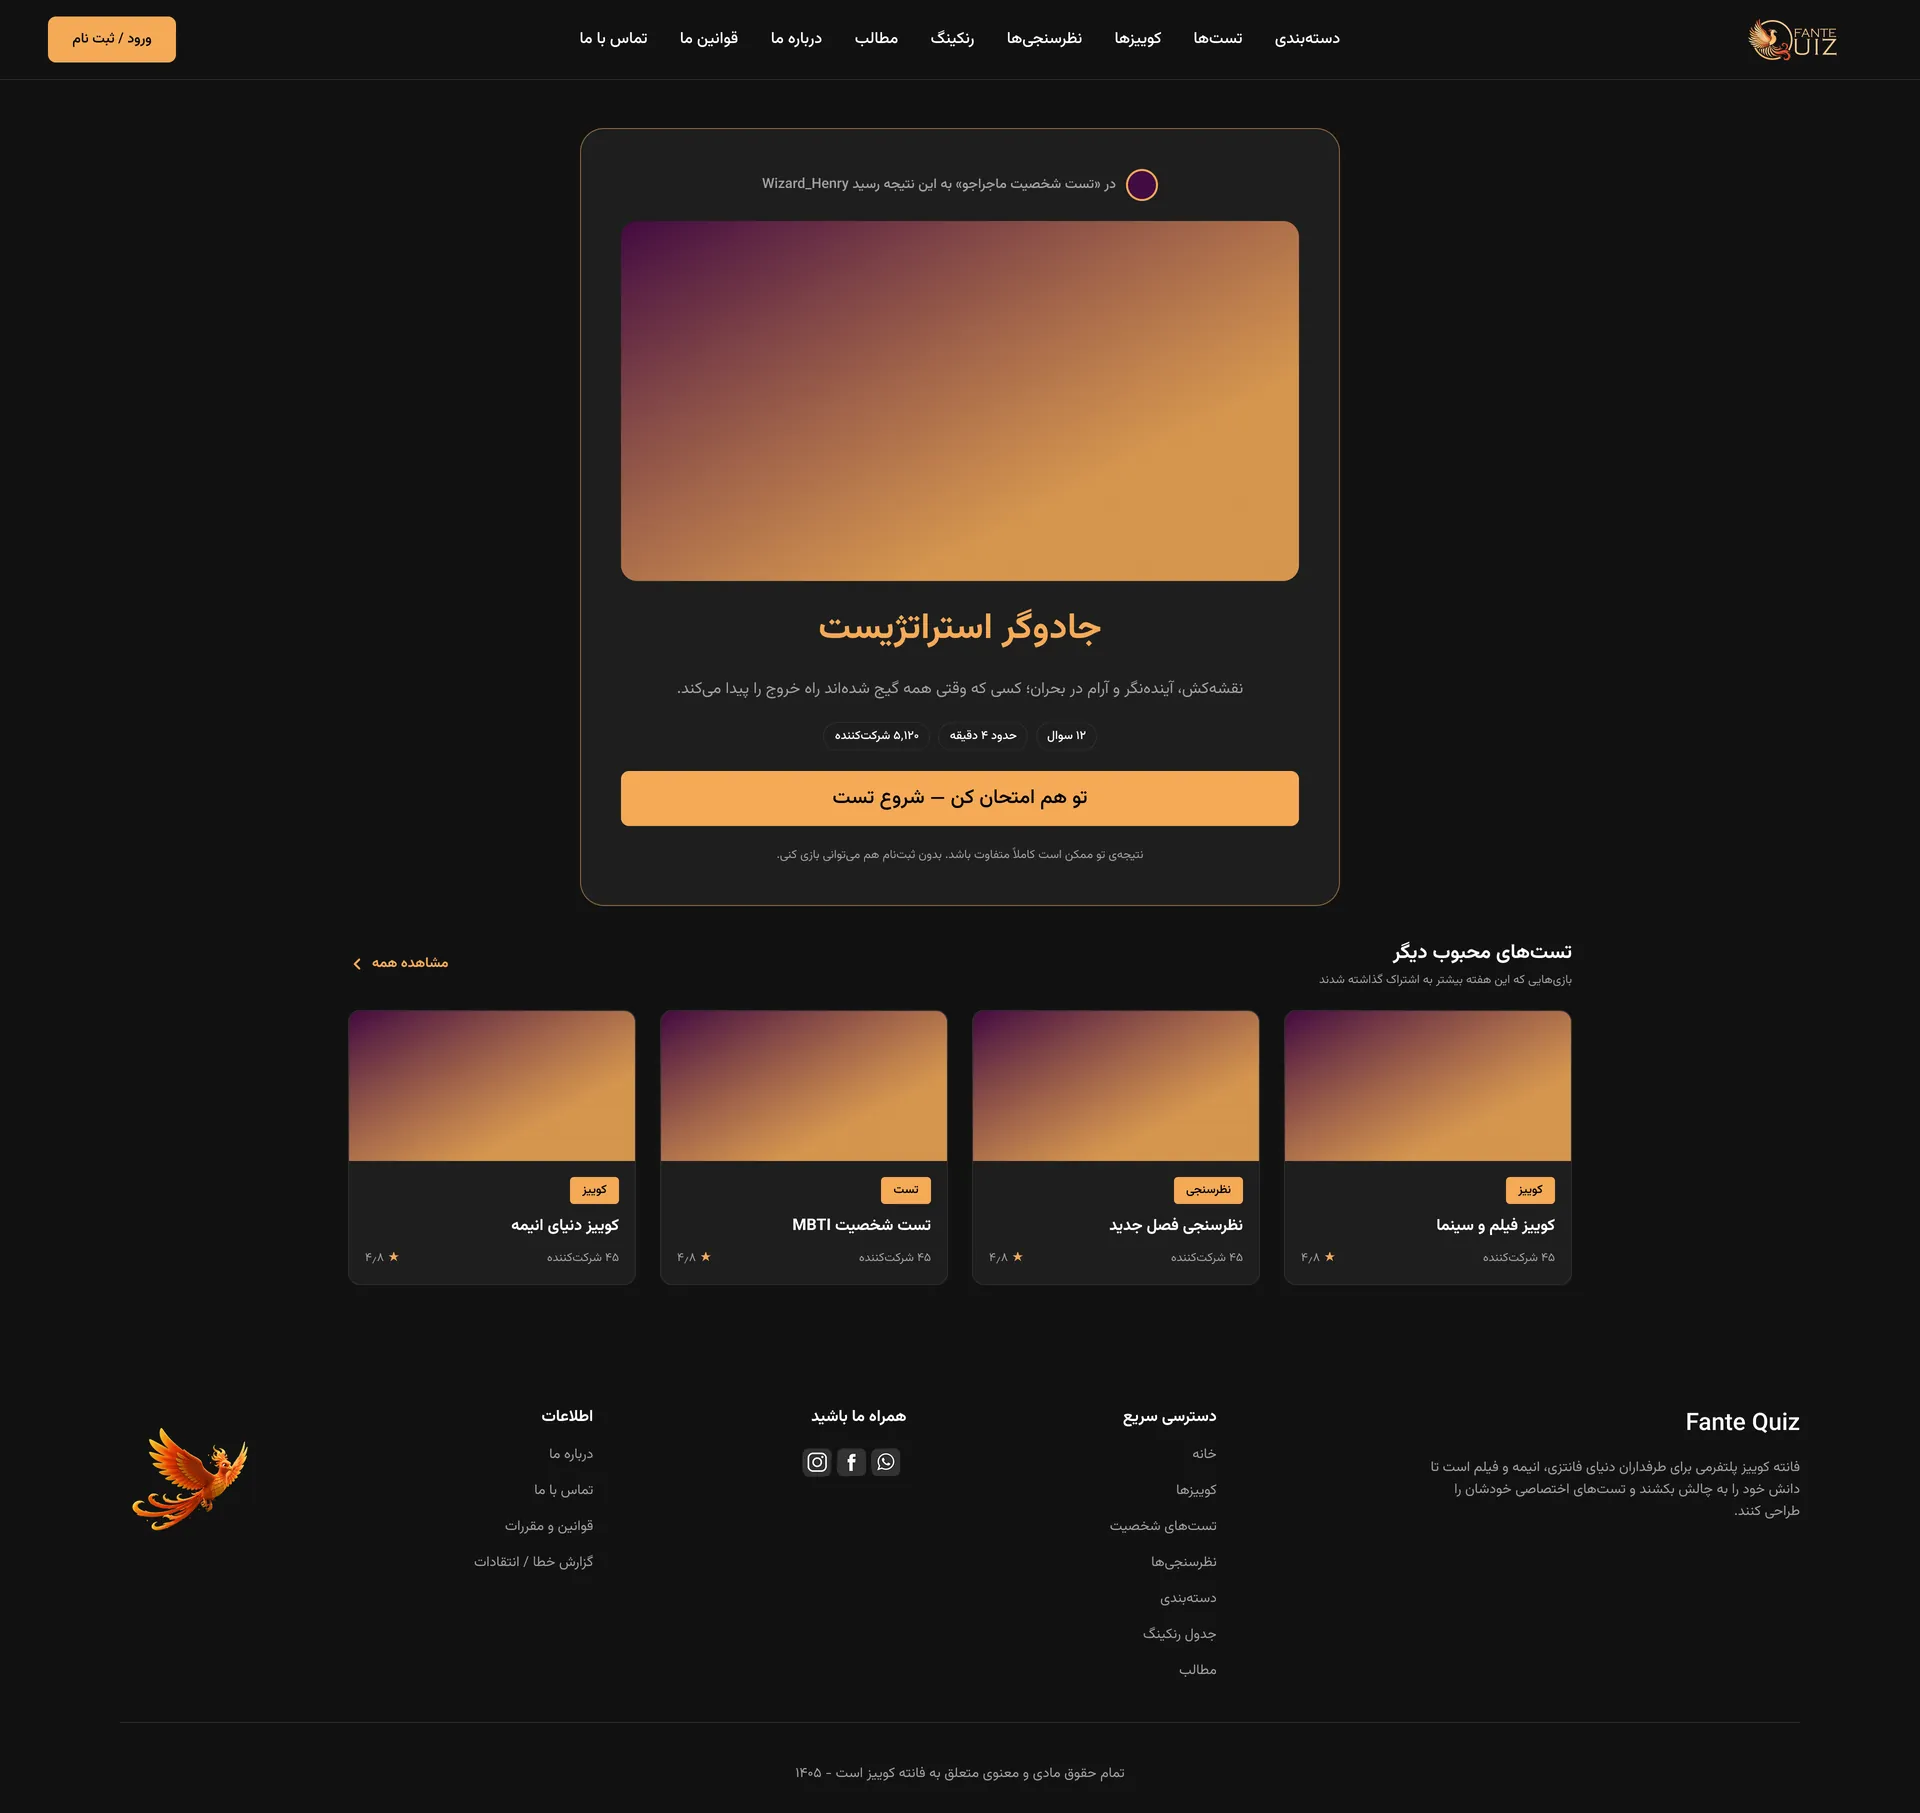 FANTE
QUIZ
دسته‌بندی
تست‌ها
کوییزها
نظرسنجی‌ها
رنکینگ
مطالب
درباره ما
قوانین ما
تماس با ما
ورود / ثبت نام
در «تست شخصیت ماجراجو» به این نتیجه رسید Wizard_Henry
جادوگر استراتژیست
نقشه‌کش، آینده‌نگر و آرام در بحران؛ کسی که وقتی همه گیج شده‌اند راه خروج را پیدا می‌کند.
۱۲ سوال
حدود ۴ دقیقه
۵,۱۲۰ شرکت‌کننده
تو هم امتحان کن — شروع تست
نتیجه‌ی تو ممکن است کاملاً متفاوت باشد. بدون ثبت‌نام هم می‌توانی بازی کنی.
تست‌های محبوب دیگر
بازی‌هایی که این هفته بیشتر به اشتراک گذاشته شدند
مشاهده همه
کوییز
کوییز فیلم و سینما
۴۵ شرکت‌کننده
★ ۴٫۸
نظرسنجی
نظرسنجی فصل جدید
۴۵ شرکت‌کننده
★ ۴٫۸
تست
تست شخصیت MBTI
۴۵ شرکت‌کننده
★ ۴٫۸
کوییز
کوییز دنیای انیمه
۴۵ شرکت‌کننده
★ ۴٫۸
Fante Quiz
فانته کوییز پلتفرمی برای طرفداران دنیای فانتزی، انیمه و فیلم است تا
دانش خود را به چالش بکشند و تست‌های اختصاصی خودشان را
طراحی کنند.
دسترسی سریع
خانه
کوییزها
تست‌های شخصیت
نظرسنجی‌ها
دسته‌بندی
جدول رنکینگ
مطالب
همراه ما باشید
اطلاعات
درباره ما
تماس با ما
قوانین و مقررات
گزارش خطا / انتقادات
تمام حقوق مادی و معنوی متعلق به فانته کوییز است - ۱۴۰۵